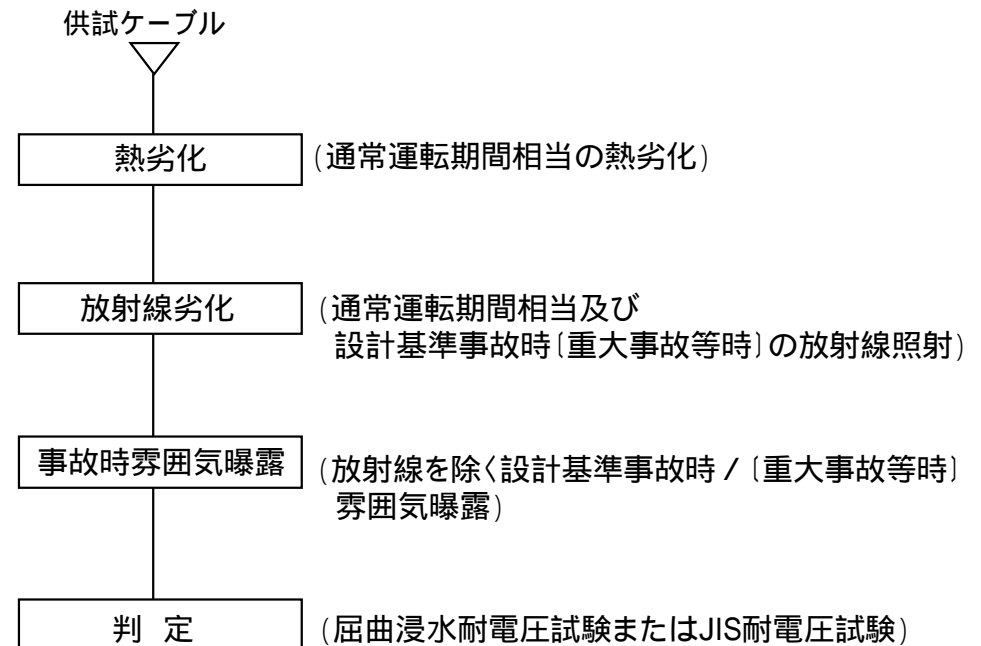 供試ケーブル
熱劣化
(通常運転期間相当の熱劣化)
放射線劣化
(通常運転期間相当及び
設計基準事故時〔重大事故等時〕の放射線照射)
事故時雰囲気曝露
(放射線を除く設計基準事故時 / 〔重大事故等時〕
雰囲気曝露)
判 定
(屈曲浸水耐電圧試験またはJIS耐電圧試験)